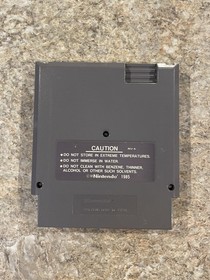 CAUTION
●DO NOT STORE IN EXTREME TEMPERATURES.
●DO NOT IMMERSE IN WATER.
●DO NOT CLEAN WITH BENZENE, THINNER,
ALCOHOL OR OTHER SUCH SOLVENTS.
©Nintendo 1985